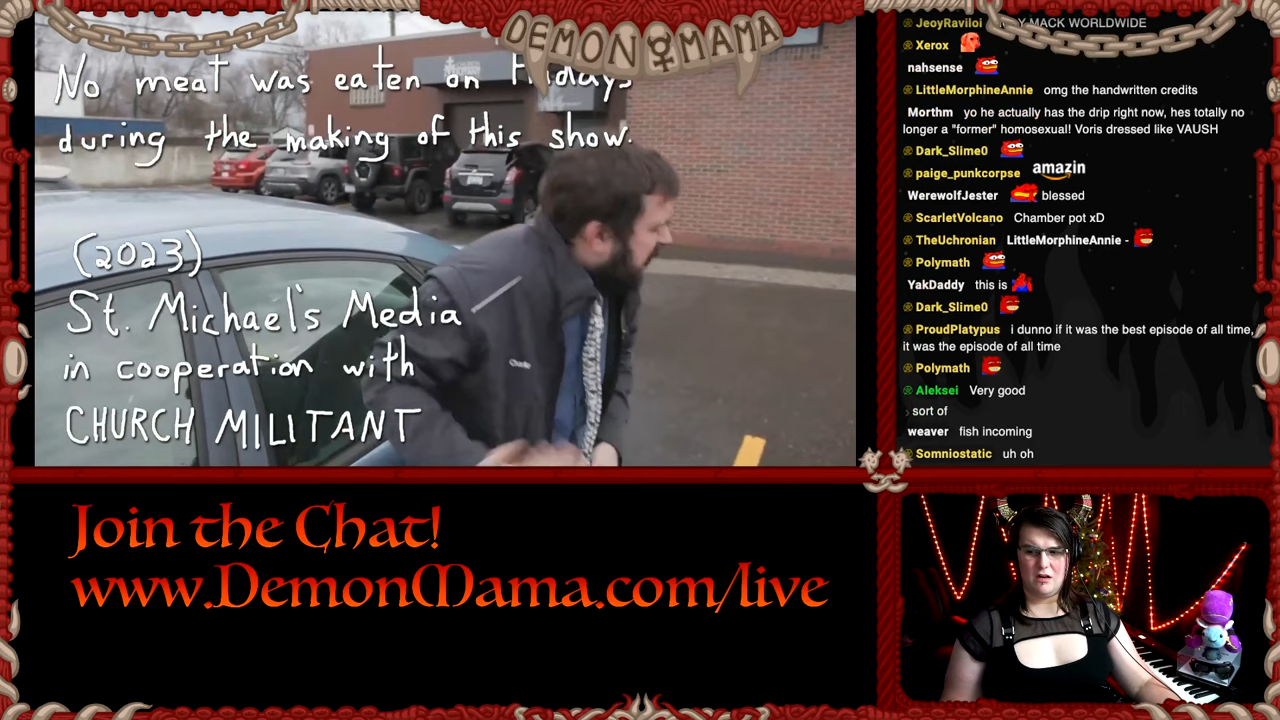 DEMON MAMA
No meat was eaten on Fridays
during the making of this show.
(2023)
St. Michael's Media
in cooperation with
CHURCH MILITANT
JeoyRaviloi MACK WORLDWIDE
Xerox
nahsense
LittleMorphineAnnie omg the handwritten credits
Morthm yo he actually has the drip right now, hes totally no
longer a "former" homosexual! Voris dressed like VAUSH
Dark_Slime0
paige_punkcorpse amazin
WerewolfJester blessed
ScarletVolcano Chamber pot xD
TheUchronian LittleMorphineAnnie -
Polymath
YakDaddy this is
Dark_Slime0
ProudPlatypus i dunno if it was the best episode of all time,
it was the episode of all time
Polymath
Aleksei Very good
sort of
weaver fish incoming
Somniostatic uh oh
Join the Chat!
www.DemonMama.com/live